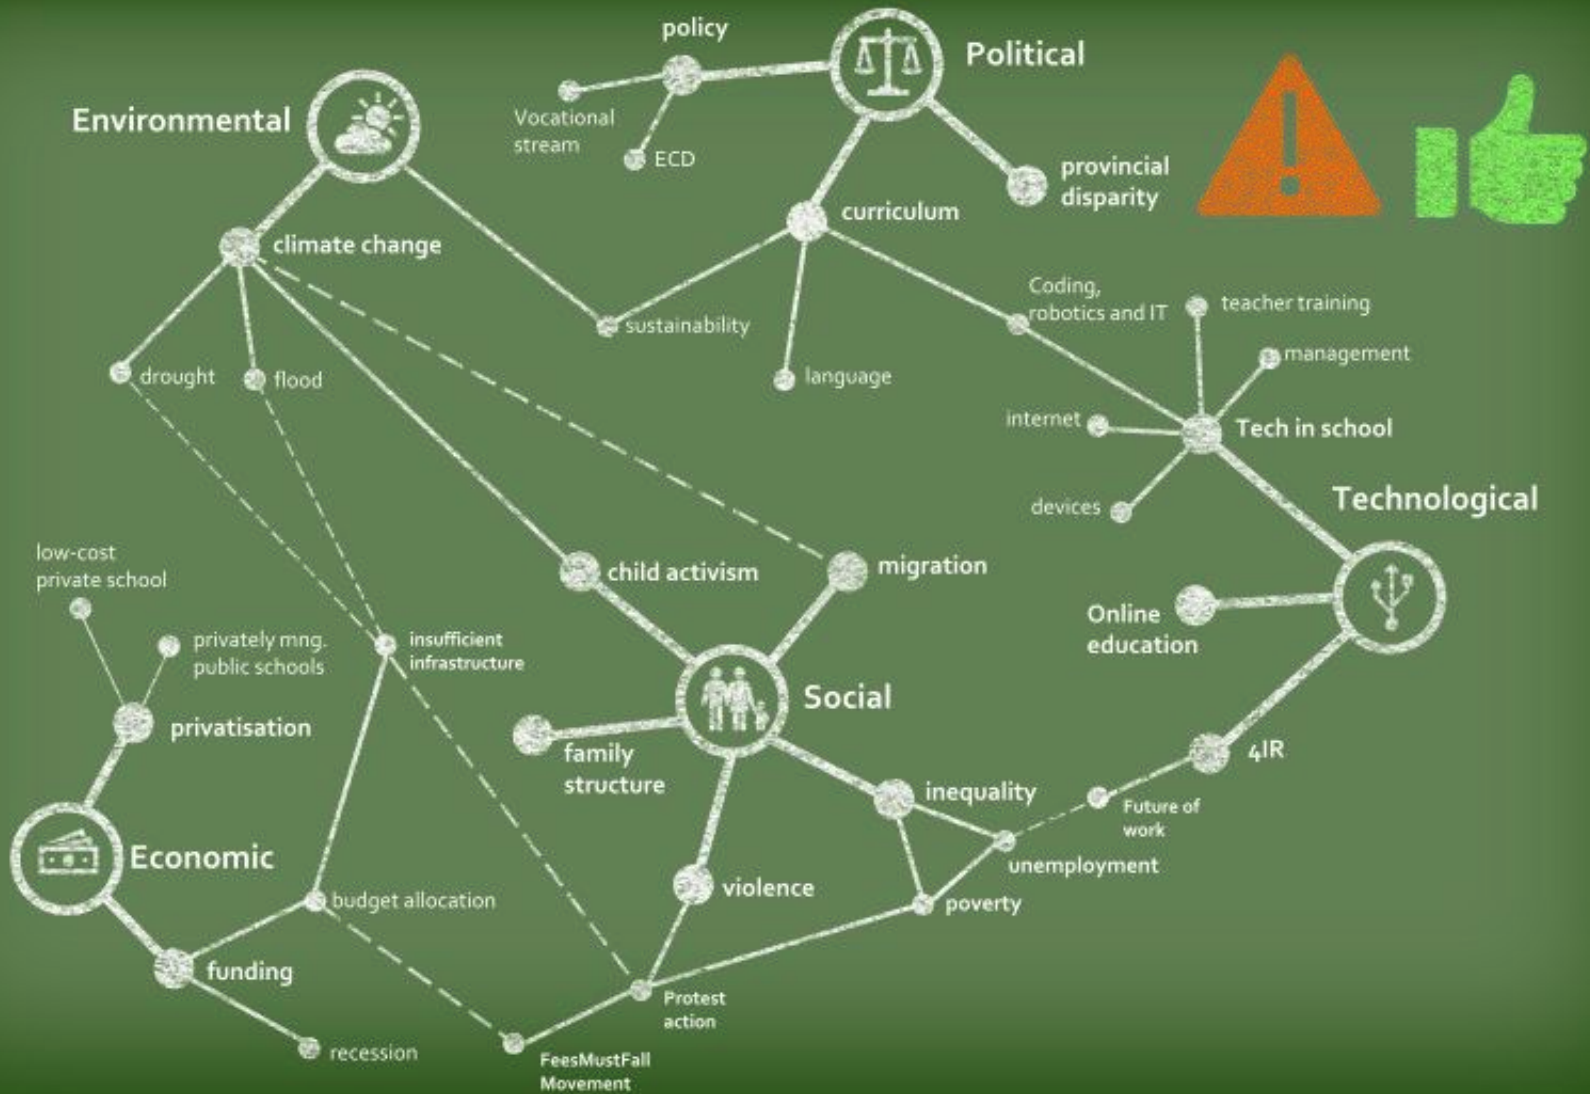 policy
Political
Environmental
Vocational
stream
ECD
provincial
disparity
curriculum
climate change
Coding,
robotics and IT
teacher training
sustainability
management
drought
flood
language
internet
Tech in school
devices
Technological
low-cost
private school
child activism
migration
Online
education
privately mng.
public schools
insufficient
infrastructure
privatisation
Social
family
structure
4IR
inequality
Future of
work
Economic
unemployment
violence
budget allocation
poverty
funding
Protest
action
recession
FeesMustFall
Movement